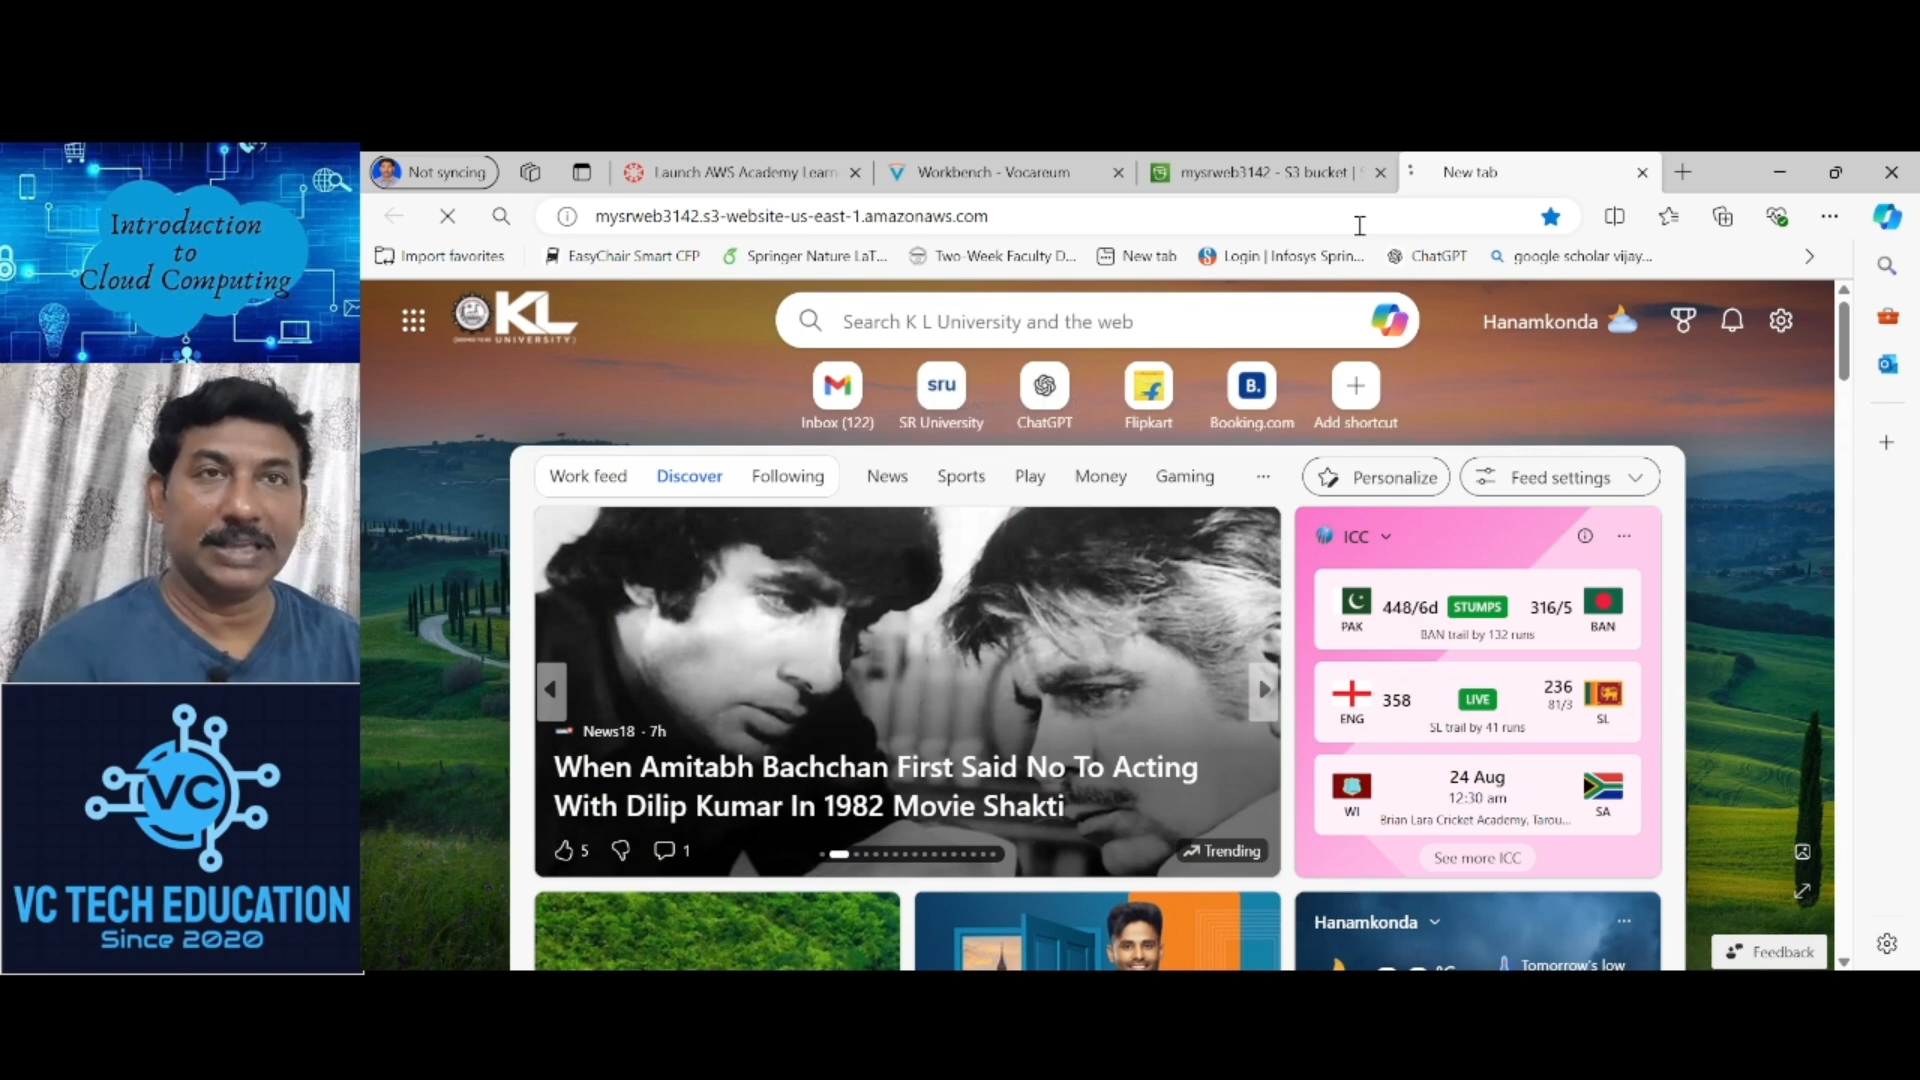 Introduction
to
Cloud Computing
VC
VC TECH EDUCATION
Since 2020
Not syncing
Launch AWS Academy Learn
Workbench - Vocareum
mysrweb3142 - S3 bucket |
New tab
mysrweb3142.s3-website-us-east-1.amazonaws.com
Import favorites
EasyChair Smart CFP
Springer Nature LaT...
Two-Week Faculty D...
New tab
Login | Infosys Sprin...
ChatGPT
google scholar vijay...
KL
(DEEMED TO BE UNIVERSITY)
Search K L University and the web
Hanamkonda
sru
B.
Inbox (122)
SR University
ChatGPT
Flipkart
Booking.com
Add shortcut
Work feed
Discover
Following
News
Sports
Play
Money
Gaming
Personalize
Feed settings
News18 · 7h
When Amitabh Bachchan First Said No To Acting
With Dilip Kumar In 1982 Movie Shakti
5
1
Trending
ICC
PAK
448/6d
STUMPS
316/5
BAN
BAN trail by 132 runs
ENG
358
LIVE
236
81/3
SL
SL trail by 41 runs
WI
24 Aug
12:30 am
SA
Brian Lara Cricket Academy, Tarou...
See more ICC
Hanamkonda
°C
Tomorrow's low
Feedback